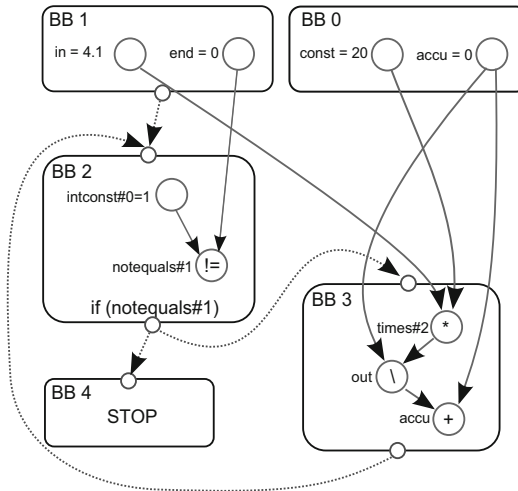 BB 1
in = 4.1
end = 0
BB 0
const = 20
accu = 0
BB 2
intconst#0=1
notequals#1
!=
if (notequals#1)
BB 3
times#2
*
out
\
accu
+
BB 4
STOP